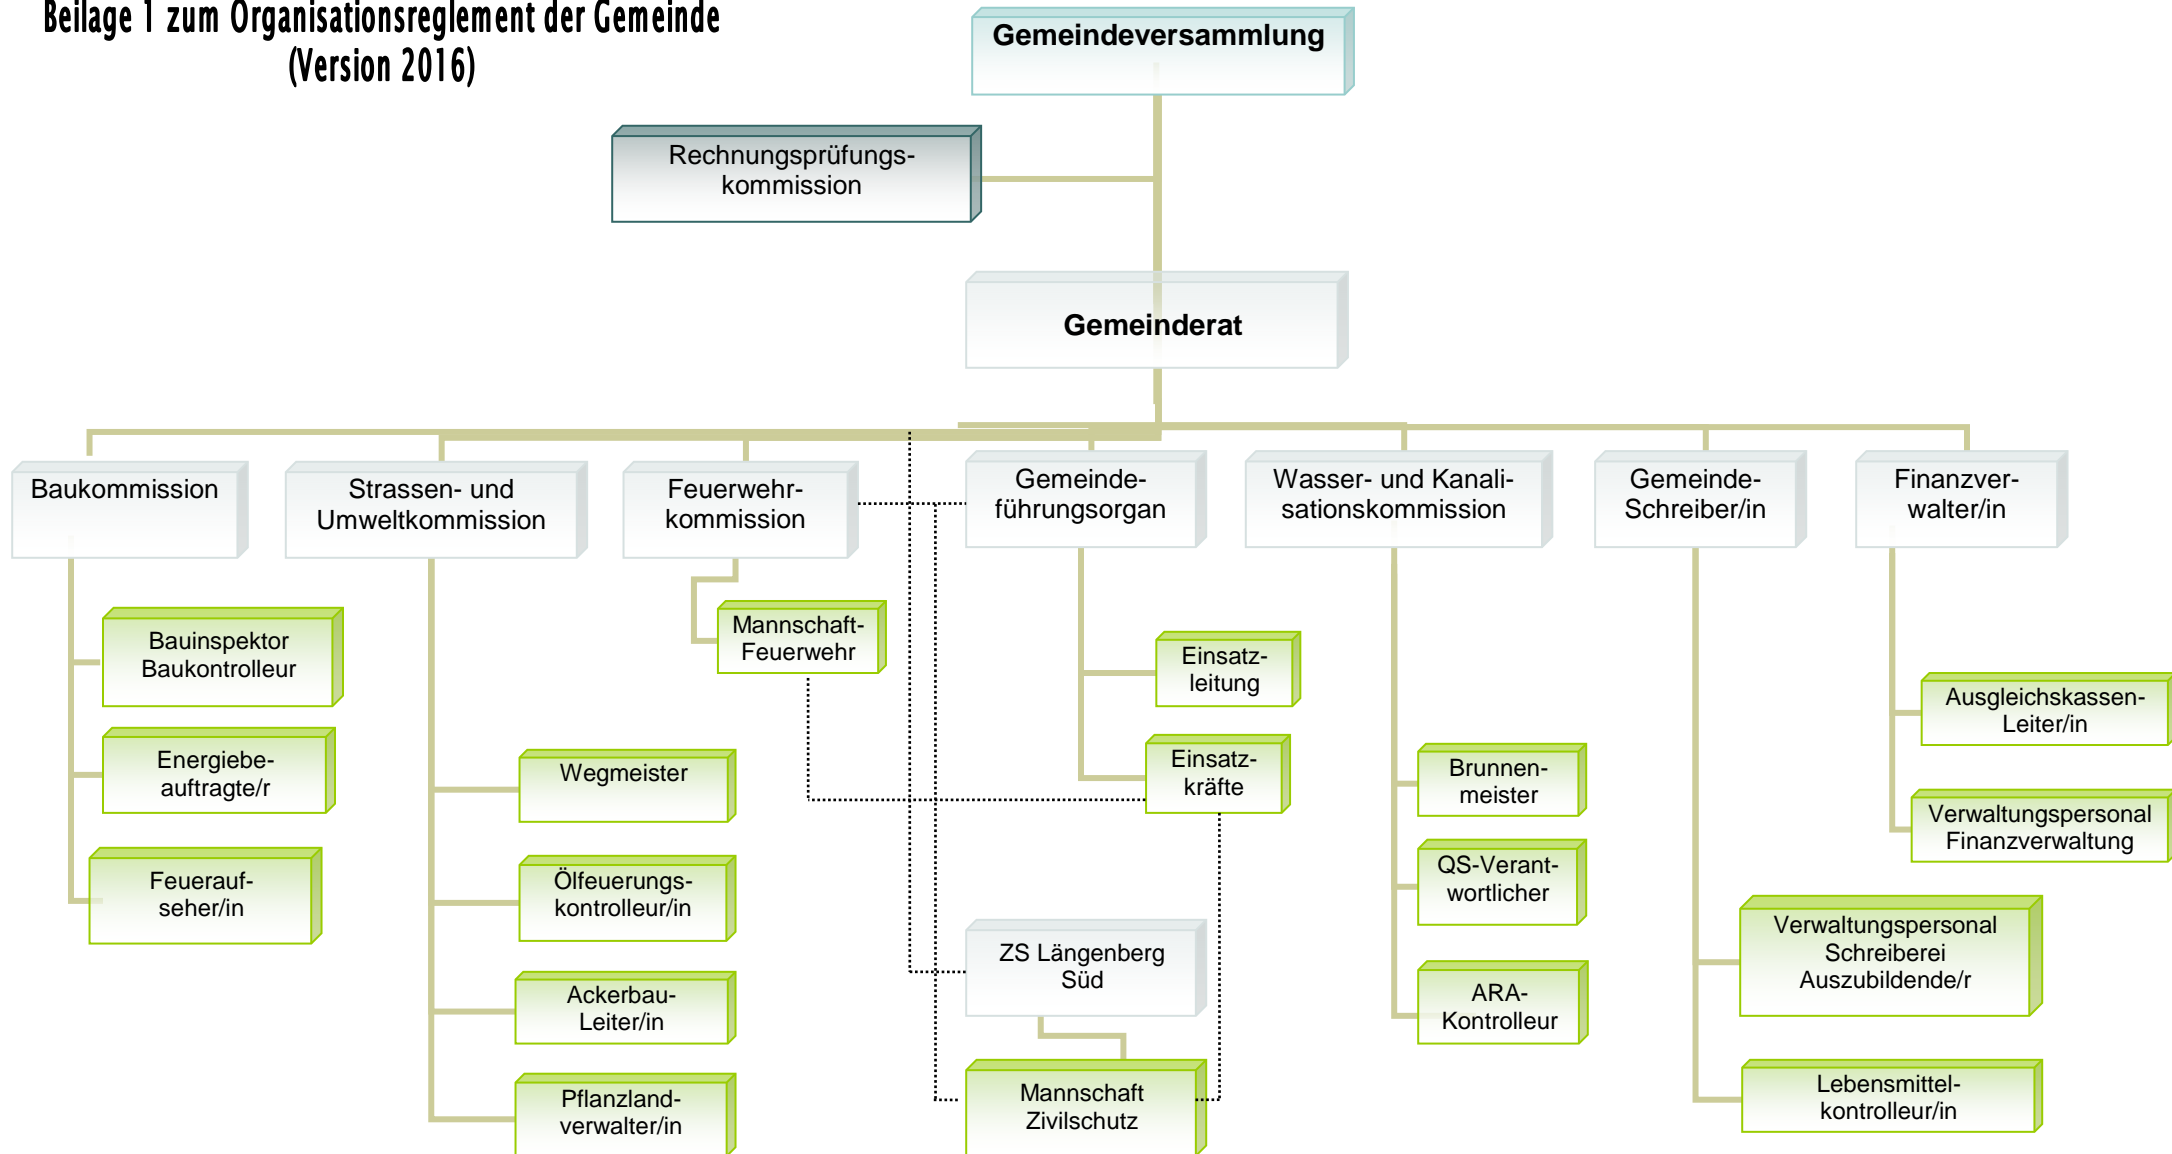 Beilage 1 zum Organisationsreglement der Gemeinde
(Version 2016)
Gemeindeversammlung
Rechnungsprüfungs-
kommission
Gemeinderat
Baukommission
Strassen- und
Umweltkommission
Feuerwehr-
kommission
Gemeinde-
führungsorgan
Wasser- und Kanali-
sationskommission
Gemeinde-
Schreiber/in
Finanzver-
walter/in
Bauinspektor
Baukontrolleur
Energiebe-
auftragte/r
Feuerauf-
seher/in
Wegmeister
Ölfeuerungs-
kontrolleur/in
Ackerbau-
Leiter/in
Pflanzland-
verwalter/in
Mannschaft-
Feuerwehr
Einsatz-
leitung
Einsatz-
kräfte
ZS Längenberg
Süd
Mannschaft
Zivilschutz
Brunnen-
meister
QS-Verant-
wortlicher
ARA-
Kontrolleur
Verwaltungspersonal
Schreiberei
Auszubildende/r
Lebensmittel-
kontrolleur/in
Ausgleichskassen-
Leiter/in
Verwaltungspersonal
Finanzverwaltung